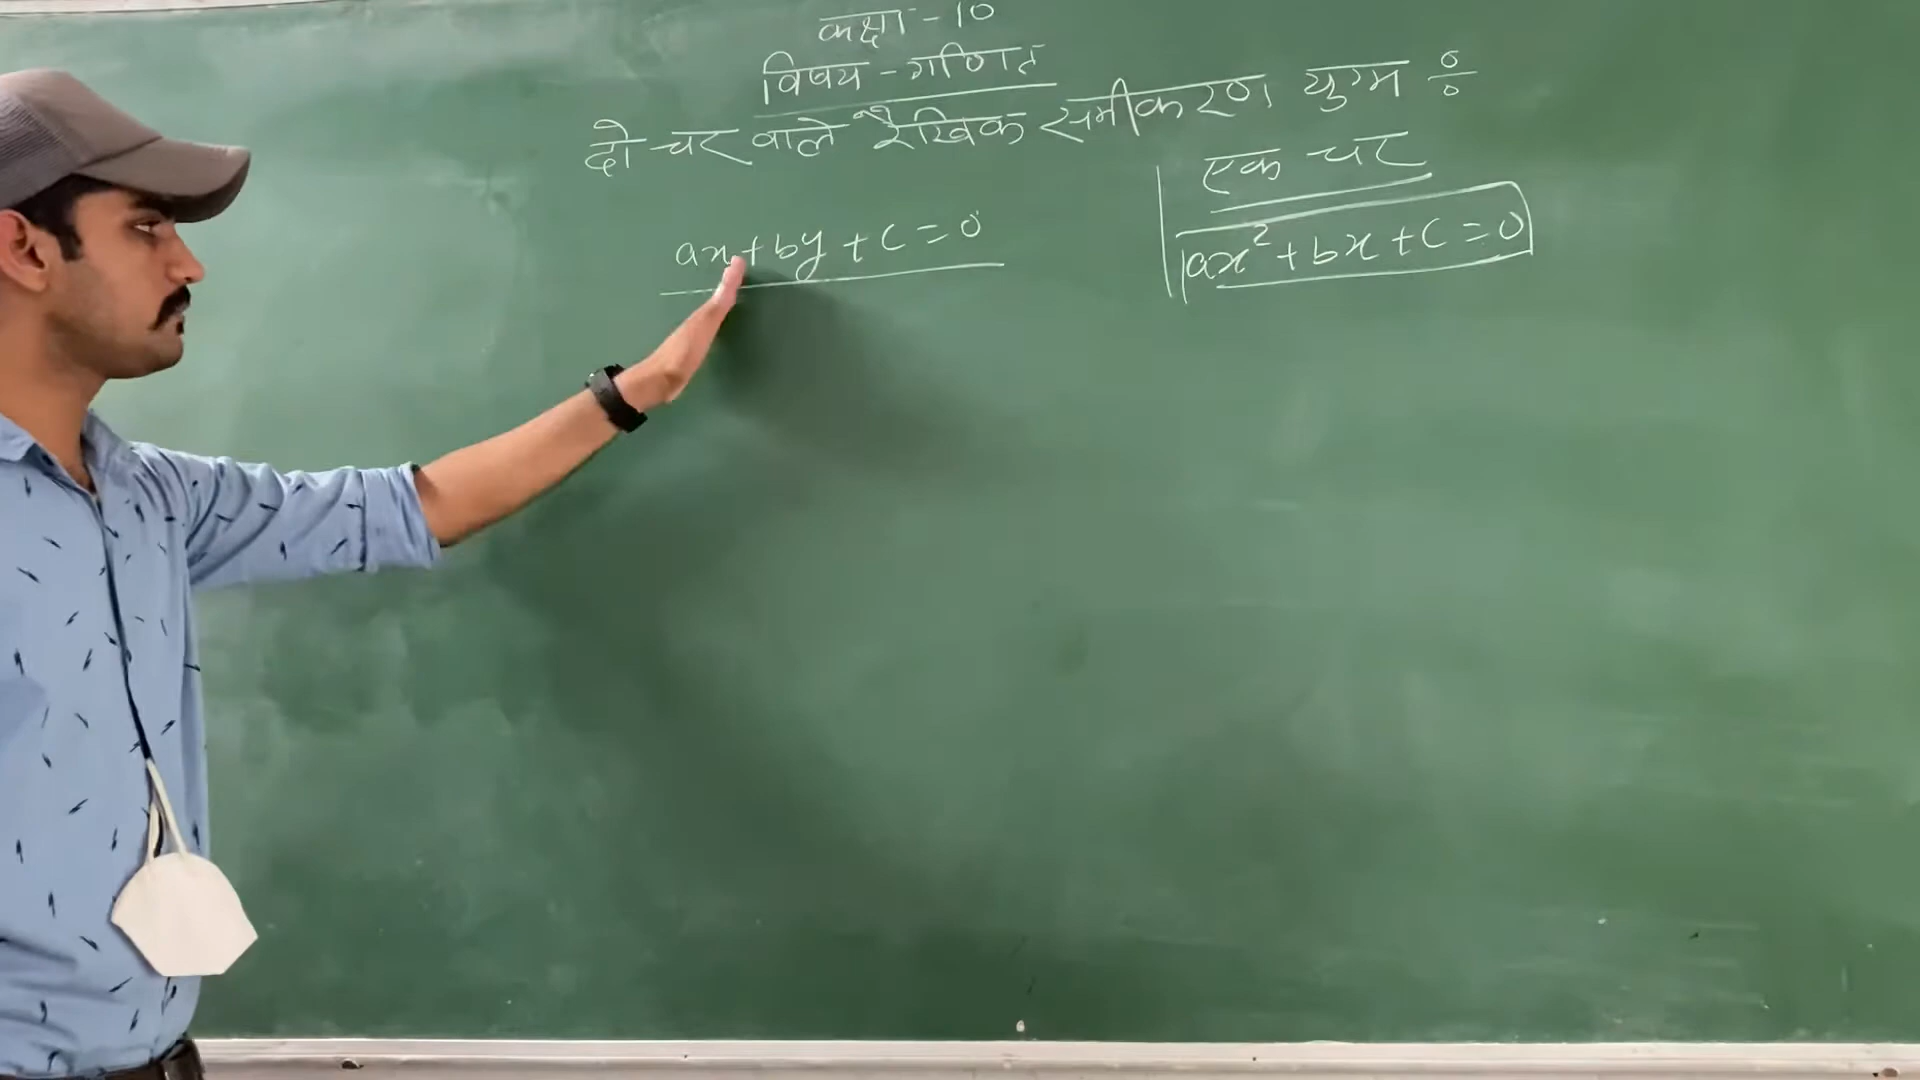 कक्षा - 10
विषय - गणित
दो चर वाले रैखिक समीकरण युग्म ÷
एक चर
ax + by + c = 0
ax² + bx + c = 0